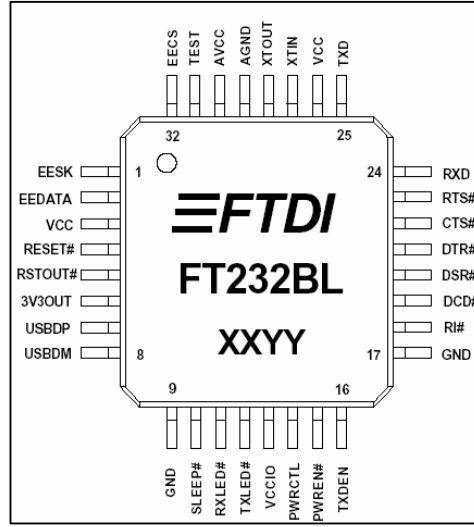 EECS TEST AVCC AGND XTOUT XTIN VCC TXD
32 25
EESK 1 24 RXD
EEDATA RTS#
VCC CTS#
RESET# DTR#
RSTOUT# DSR#
3V3OUT DCD#
USBDP RI#
USBDM 8 17 GND
FTDI
FT232BL
XXYY
9 16
GND SLEEP# RXLED# TXLED# VCCIO PWRCTL PWREN# TXDEN